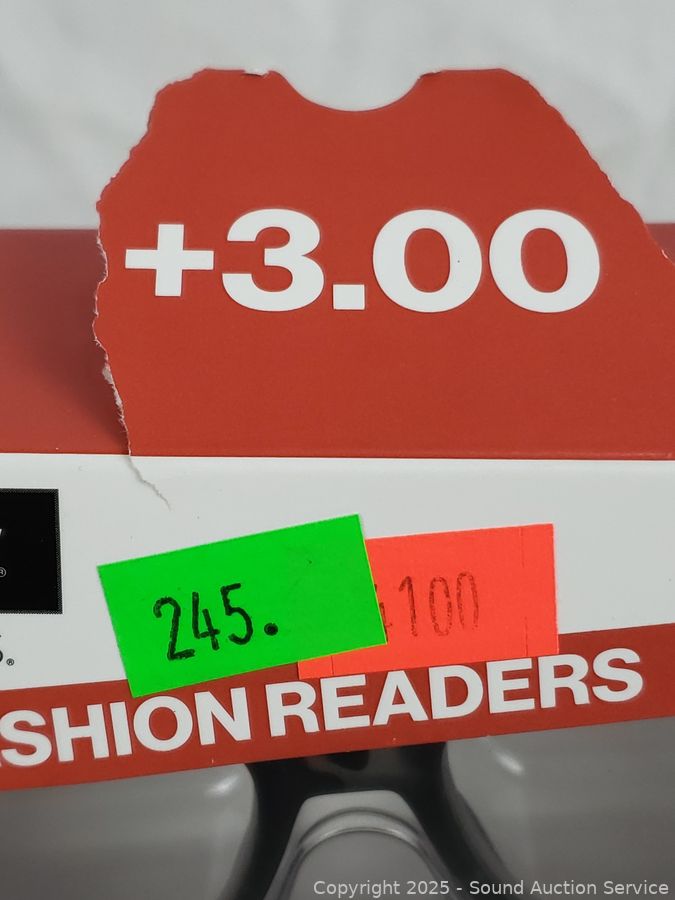 +3.00
®
S®
245.
100
SHION READERS
Copyright 2025 - Sound Auction Service